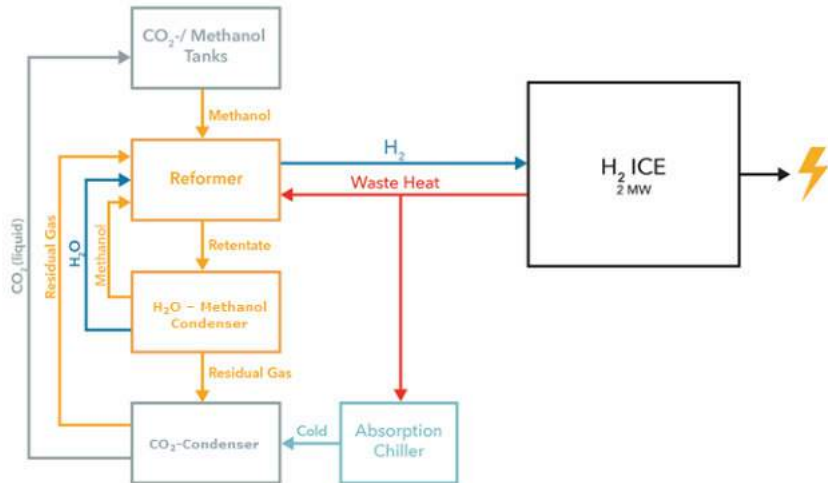 CO₂-/ Methanol
Tanks
Methanol
Reformer
H₂
Waste Heat
H₂ ICE
2 MW
CO₂ (liquid)
Residual Gas
H₂O
Methanol
Retentate
H₂O – Methanol
Condenser
Residual Gas
CO₂-Condenser
Cold
Absorption
Chiller